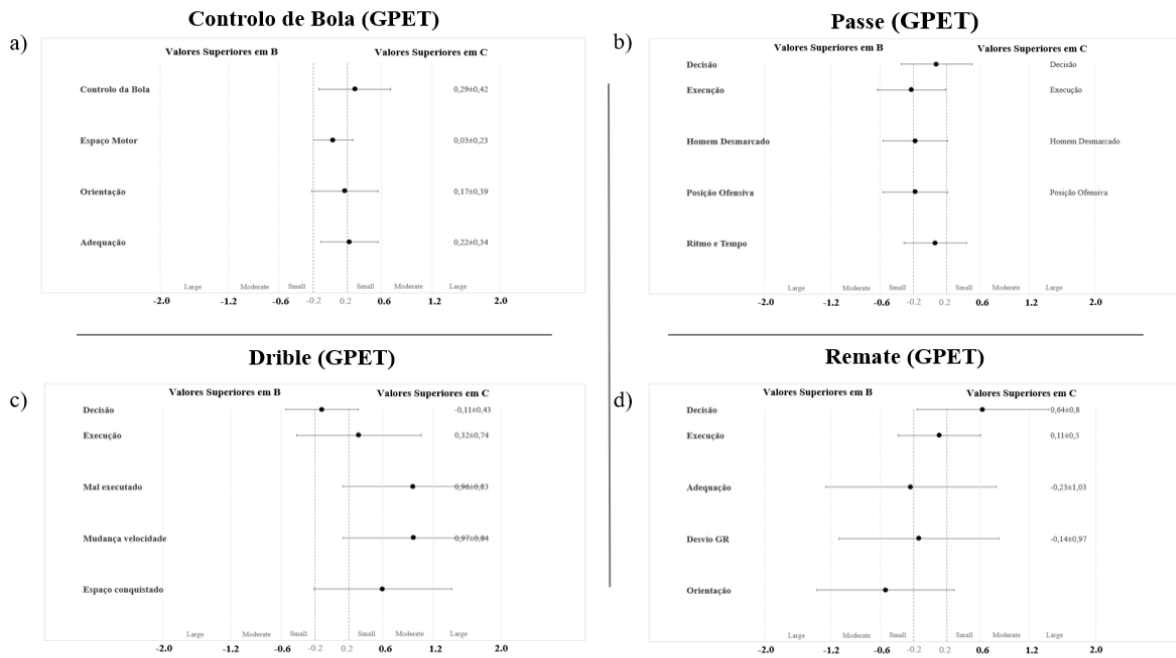 Controlo de Bola (GPET)
a)
Valores Superiores em B Valores Superiores em C
Controlo da Bola 0,29±0,42
Espaço Motor 0,03±0,23
Orientação 0,17±0,39
Adequação 0,22±0,34
Large Moderate Small Small Moderate Large
-2.0 -1.2 -0.6 -0.2 0.2 0.6 1.2 2.0
Passe (GPET)
b)
Valores Superiores em B Valores Superiores em C
Decisão Decisão
Execução Execução
Homem Desmarcado Homem Desmarcado
Posição Ofensiva Posição Ofensiva
Ritmo e Tempo
Large Moderate Small Small Moderate Large
-2.0 -1.2 -0.6 -0.2 0.2 0.6 1.2 2.0
Drible (GPET)
c)
Valores Superiores em B Valores Superiores em C
Decisão -0,11±0,43
Execução 0,32±0,74
Mal executado 0,96±0,83
Mudança velocidade 0,97±0,84
Espaço conquistado
Large Moderate Small Small Moderate Large
-2.0 -1.2 -0.6 -0.2 0.2 0.6 1.2 2.0
Remate (GPET)
d)
Valores Superiores em B Valores Superiores em C
Decisão 0,64±0,8
Execução 0,11±0,5
Adequação -0,23±1,03
Desvio GR -0,14±0,97
Orientação
Large Moderate Small Small Moderate Large
-2.0 -1.2 -0.6 -0.2 0.2 0.6 1.2 2.0